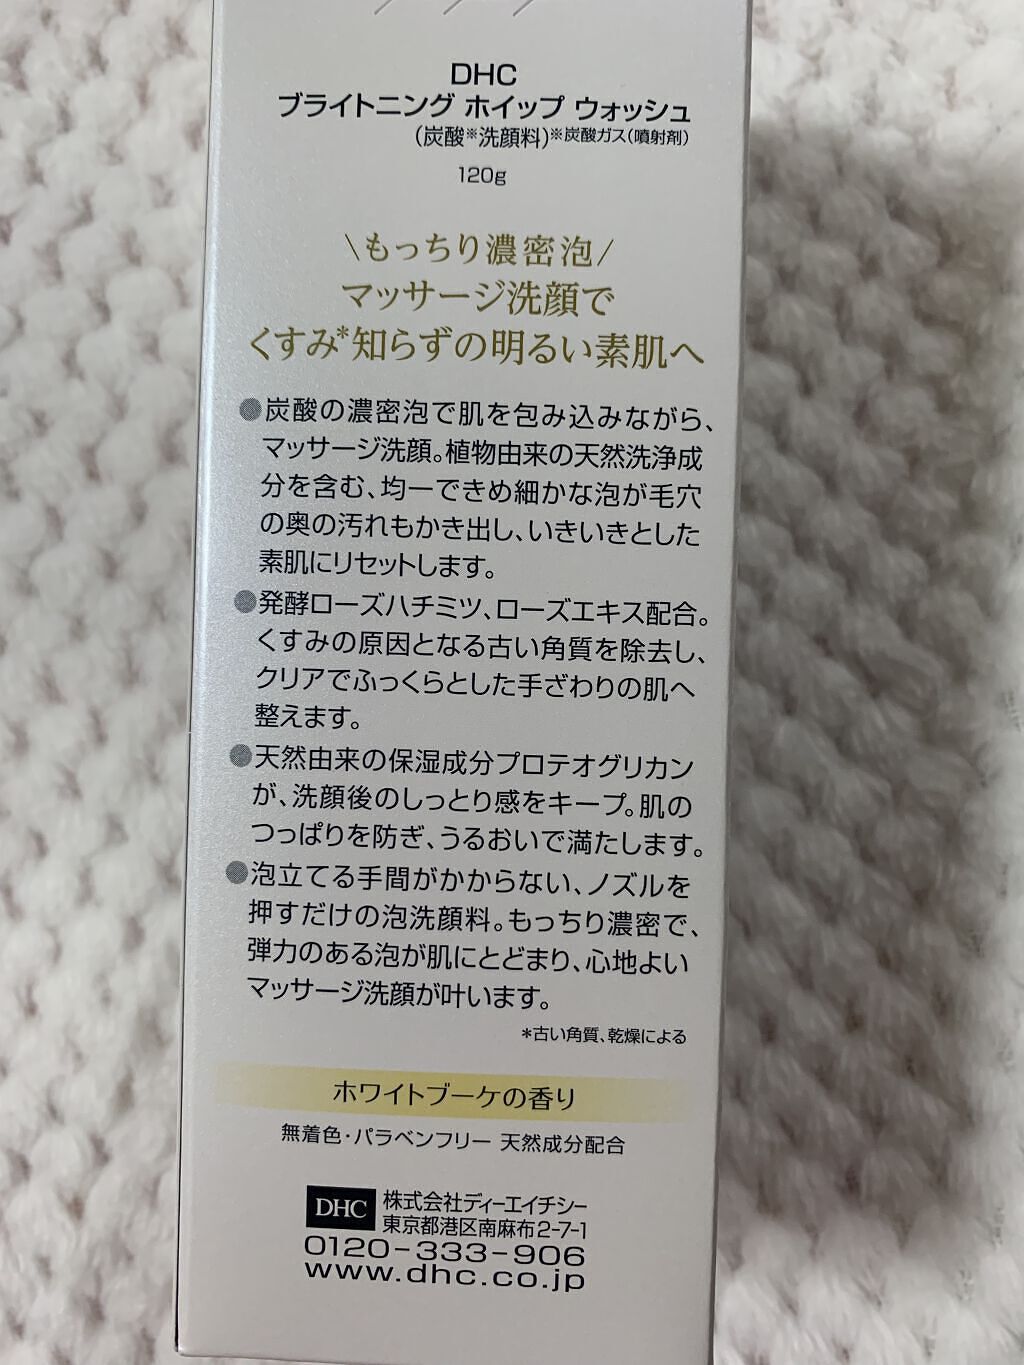 DHC
ブライトニング ホイップ ウォッシュ
(炭酸※洗顔料)※炭酸ガス(噴射剤)
120g
\もっちり濃密泡/
マッサージ洗顔で
くすみ*知らずの明るい素肌へ
●炭酸の濃密泡で肌を包み込みながら、
マッサージ洗顔。植物由来の天然洗浄成
分を含む、均一できめ細かな泡が毛穴
の奥の汚れもかき出し、いきいきとした
素肌にリセットします。
●発酵ローズハチミツ、ローズエキス配合。
くすみの原因となる古い角質を除去し、
クリアでふっくらとした手ざわりの肌へ
整えます。
●天然由来の保湿成分プロテオグリカン
が、洗顔後のしっとり感をキープ。肌の
つっぱりを防ぎ、うるおいで満たします。
●泡立てる手間がかからない、ノズルを
押すだけの泡洗顔料。もっちり濃密で、
弾力のある泡が肌にとどまり、心地よい
マッサージ洗顔が叶います。
*古い角質、乾燥による
ホワイトブーケの香り
無着色・パラベンフリー 天然成分配合
DHC 株式会社ディーエイチシー
東京都港区南麻布2-7-1
0120-333-906
www.dhc.co.jp